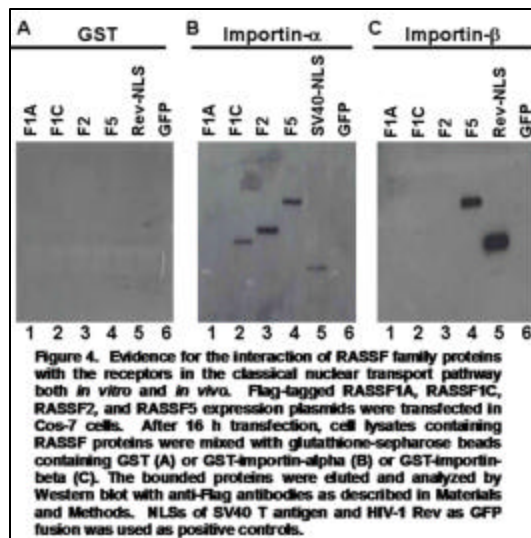 A GST
B Importin-α
C Importin-β
F1A F1C F2 F5 Rev-NLS GFP
F1A F1C F2 F5 SV40-NLS GFP
F1A F1C F2 F5 Rev-NLS GFP
1 2 3 4 5 6
1 2 3 4 5 6
1 2 3 4 5 6
Figure 4. Evidence for the interaction of RASSF family proteins
with the receptors in the classical nuclear transport pathway
both in vitro and in vivo. Flag-tagged RASSF1A, RASSF1C,
RASSF2, and RASSF5 expression plasmids were transfected in
Cos-7 cells. After 16 h transfection, cell lysates containing
RASSF proteins were mixed with glutathione-sepharose beads
containing GST (A) or GST-importin-alpha (B) or GST-importin-
beta (C). The bounded proteins were eluted and analyzed by
Western blot with anti-Flag antibodies as described in Materials
and Methods. NLSs of SV40 T antigen and HIV-1 Rev as GFP
fusion was used as positive controls.